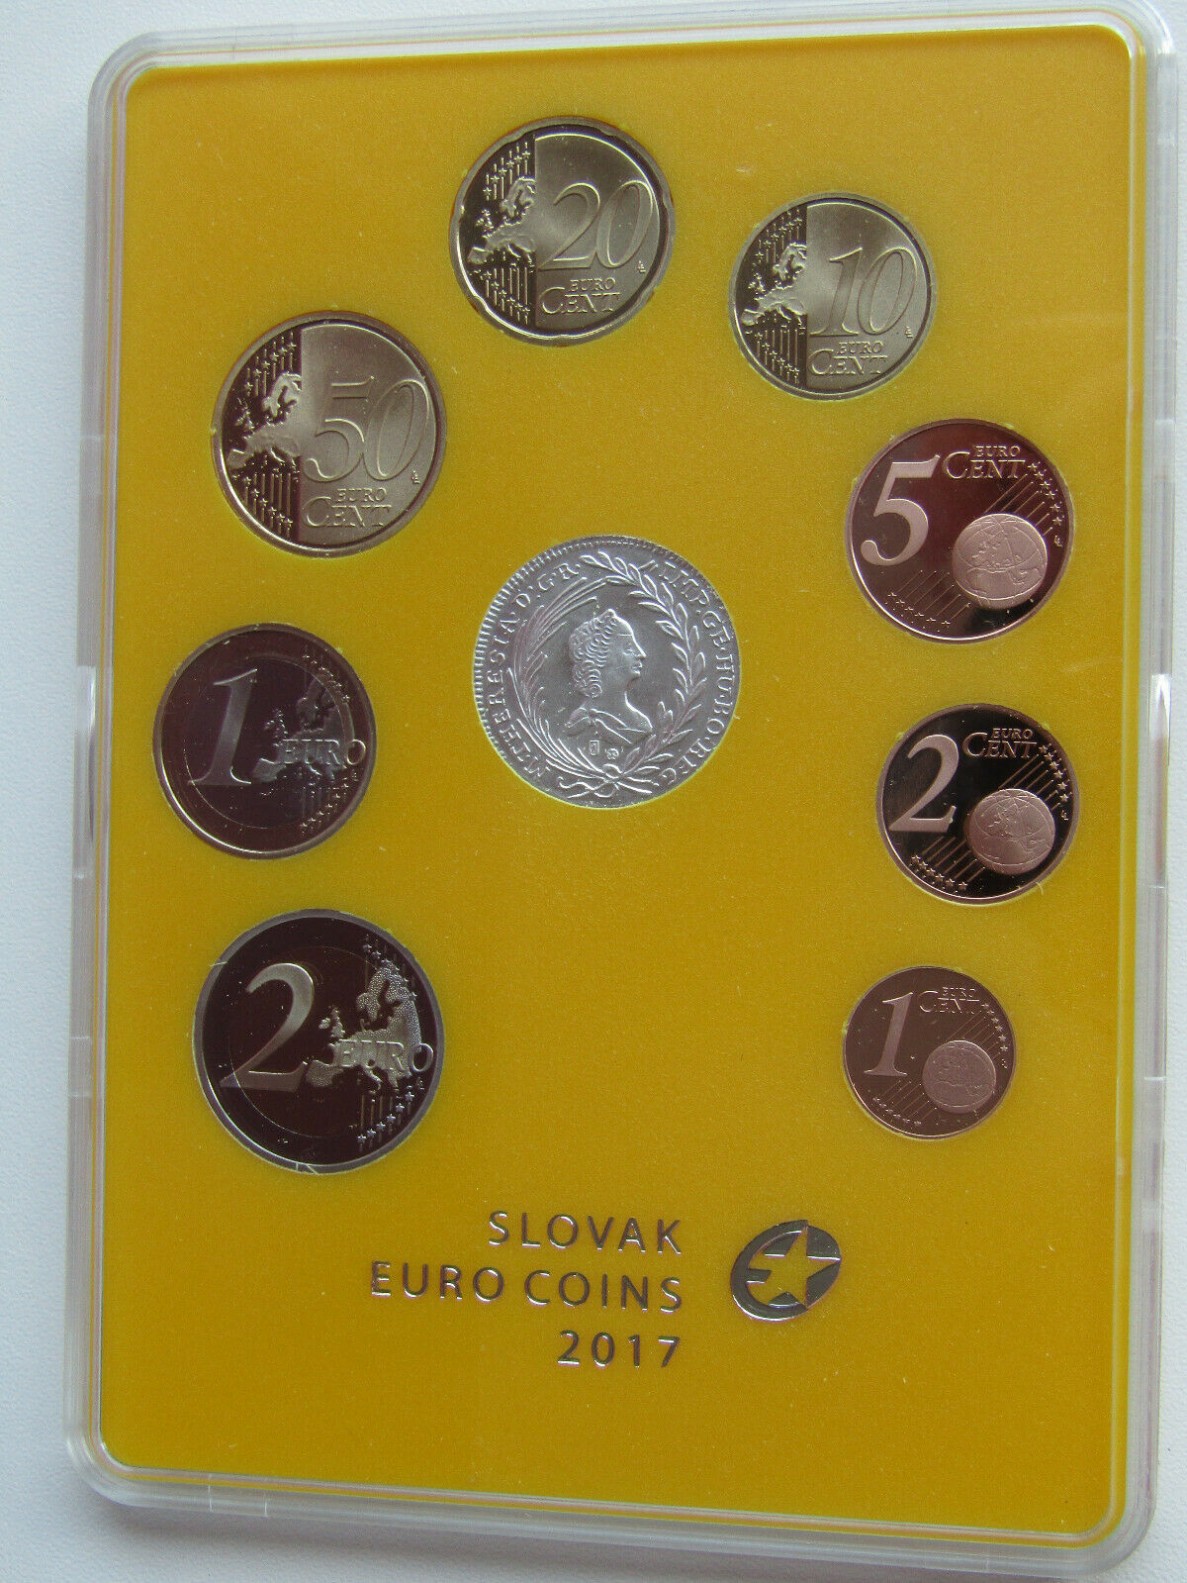 20
EURO
CENT
10
EURO
CENT
50
EURO
CENT
5
EURO
CENT
M·THERESIA·D·G·R· IMP·GE·HU·BO·REG·
1
EURO
2
EURO
CENT
2
EURO
1
EURO
CENT
SLOVAK
EURO COINS
2017